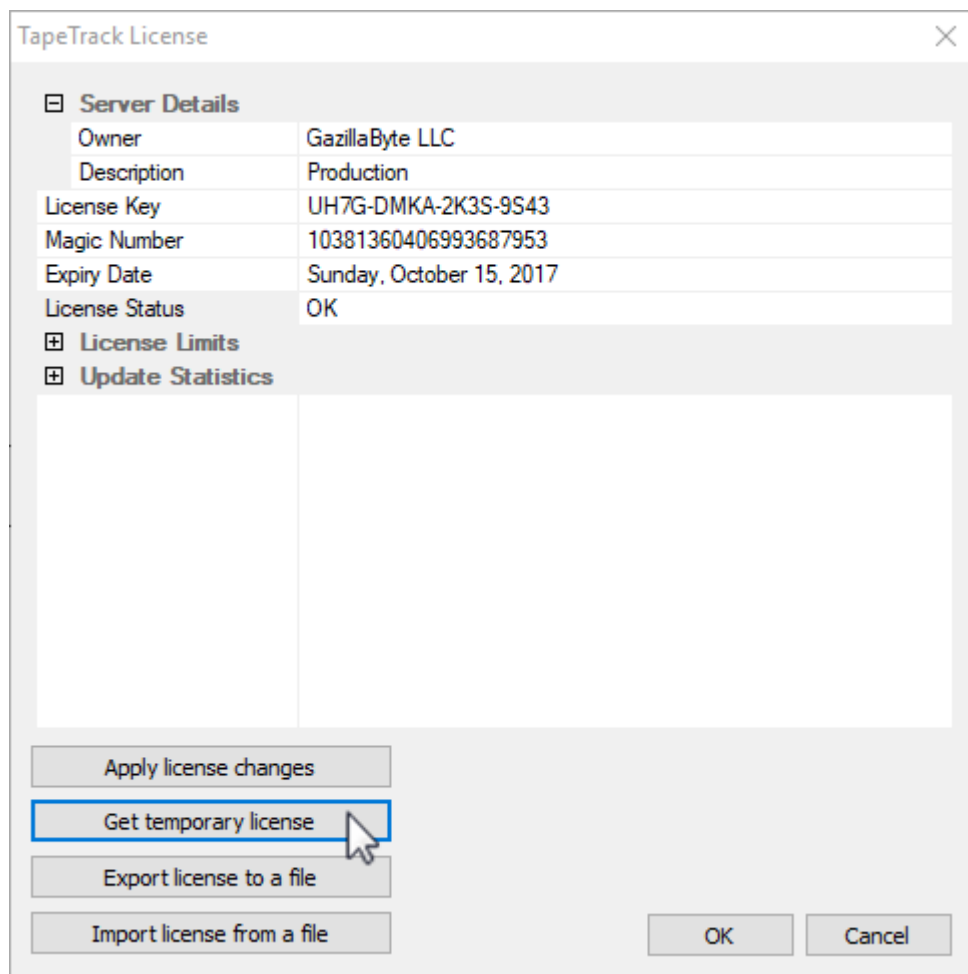 TapeTrack License
Server Details
Owner GazillaByte LLC
Description Production
License Key UH7G-DMKA-2K3S-9S43
Magic Number 10381360406993687953
Expiry Date Sunday, October 15, 2017
License Status OK
License Limits
Update Statistics
Apply license changes
Get temporary license
Export license to a file
Import license from a file
OK Cancel